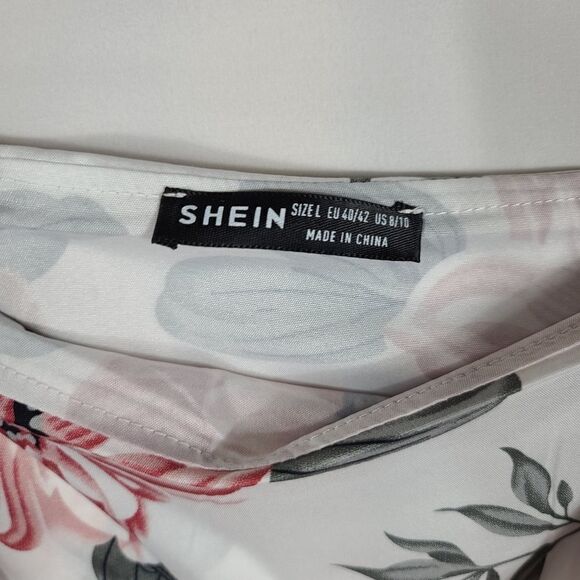 SHEIN SIZE L EU 40/42 US 8/10
MADE IN CHINA